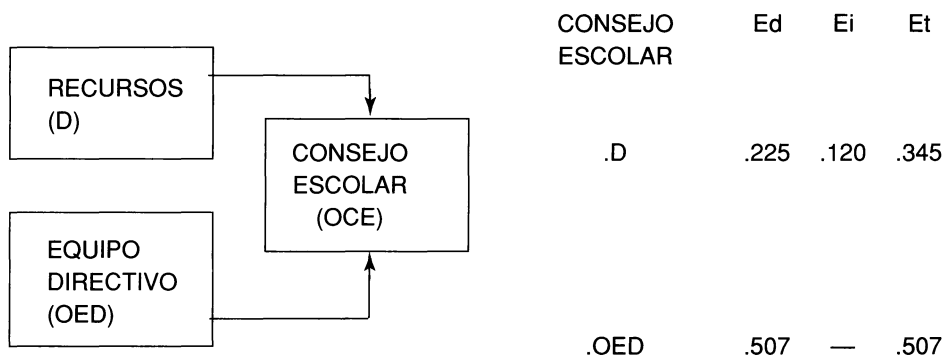 CONSEJO Ed Ei Et
ESCOLAR
RECURSOS
(D)
CONSEJO
ESCOLAR
(OCE)
.D .225 .120 .345
EQUIPO
DIRECTIVO
(OED)
.OED .507 — .507